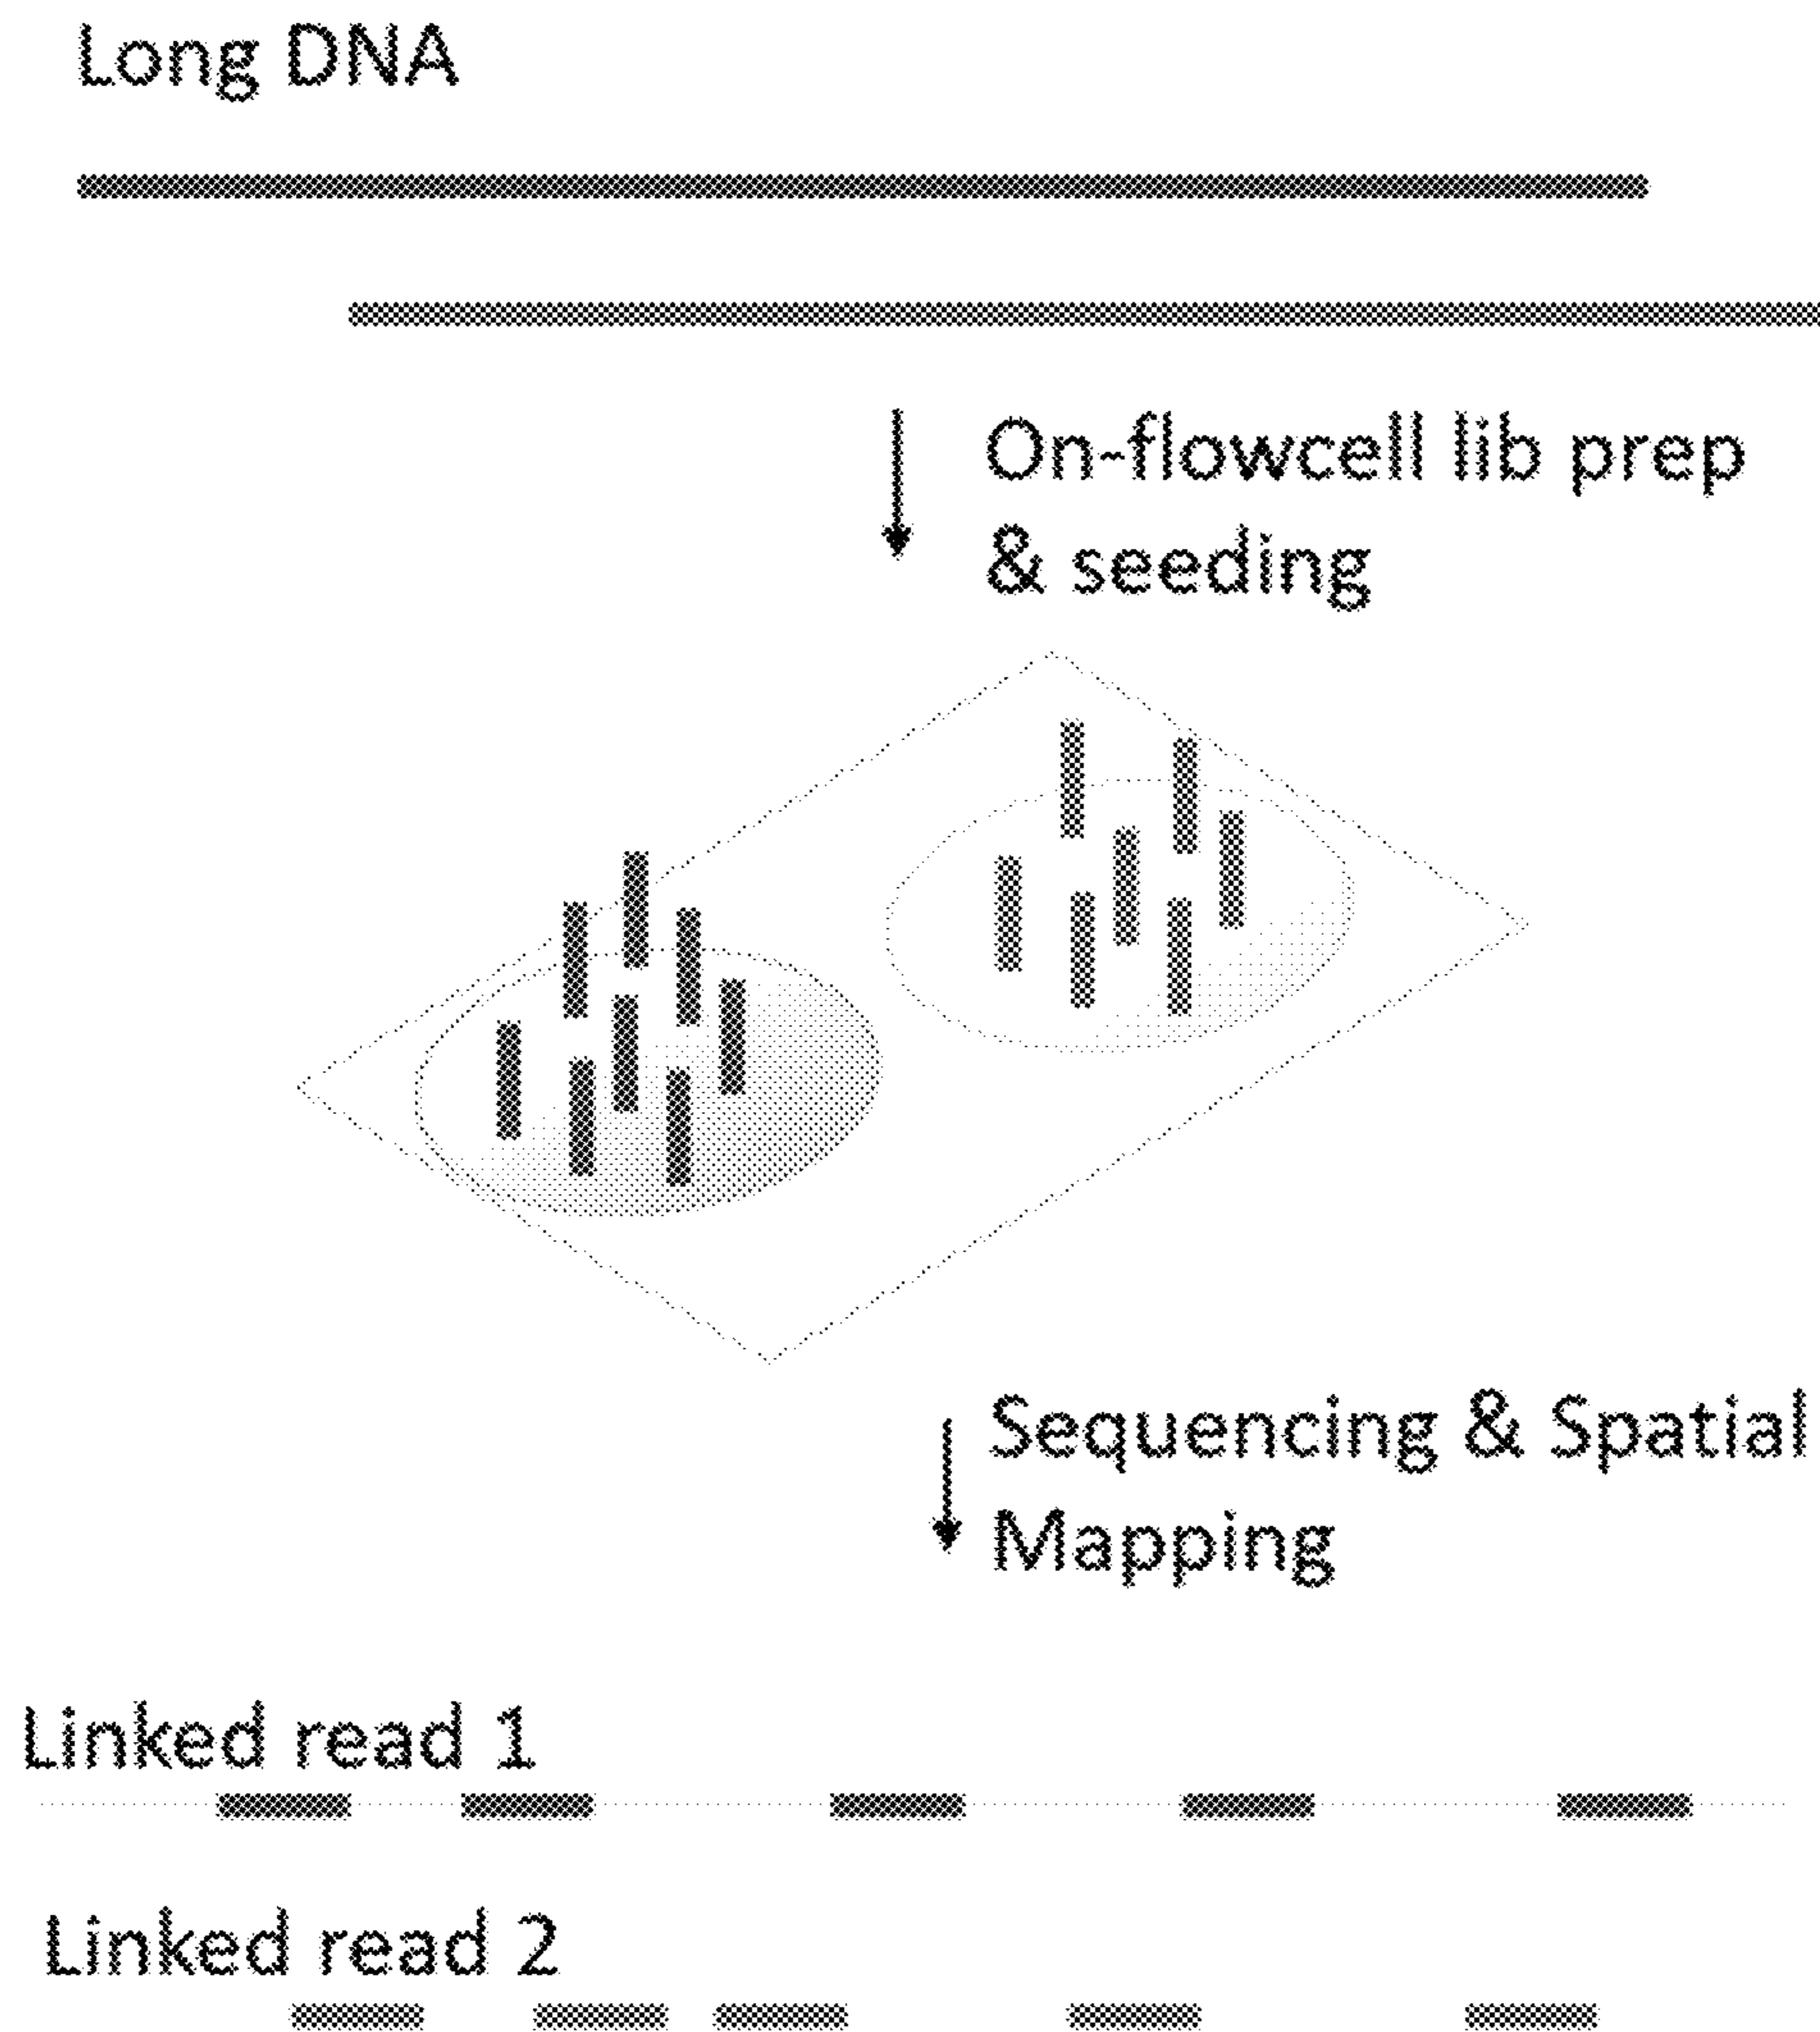 Long DNA
On-flowcell lib prep
& seeding
Sequencing & Spatial
Mapping
Linked read 1
Linked read 2